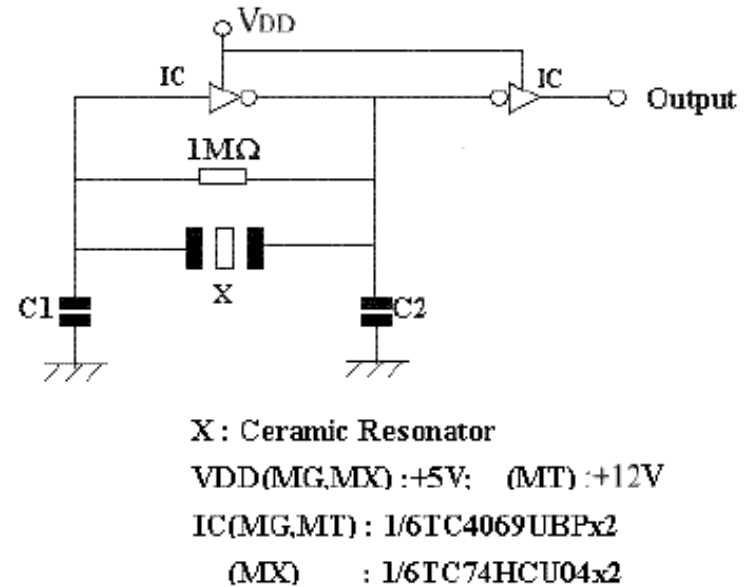 VDD
IC
IC
Output
1MΩ
X
C1
C2
X : Ceramic Resonator
VDD(MG,MX) :+5V; (MT) :+12V
IC(MG,MT) : 1/6TC4069UBPx2
(MX) : 1/6TC74HCU04x2